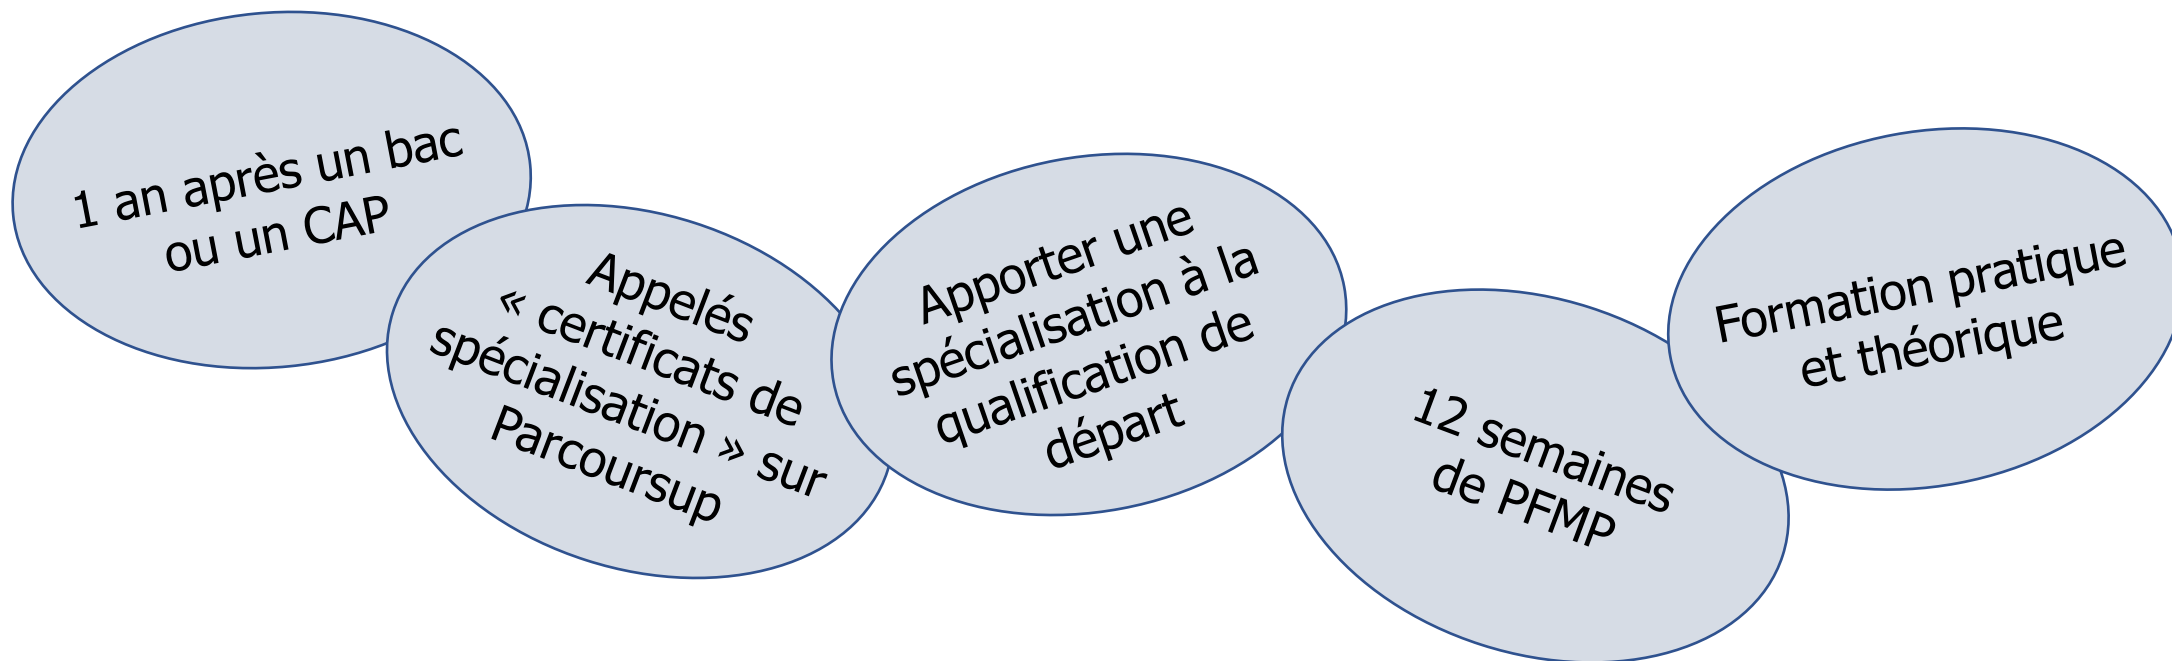 1 an après un bac
ou un CAP
Appelés
« certificats de
spécialisation » sur
Parcoursup
Apporter une
spécialisation à la
qualification de
départ
12 semaines
de PFMP
Formation pratique
et théorique